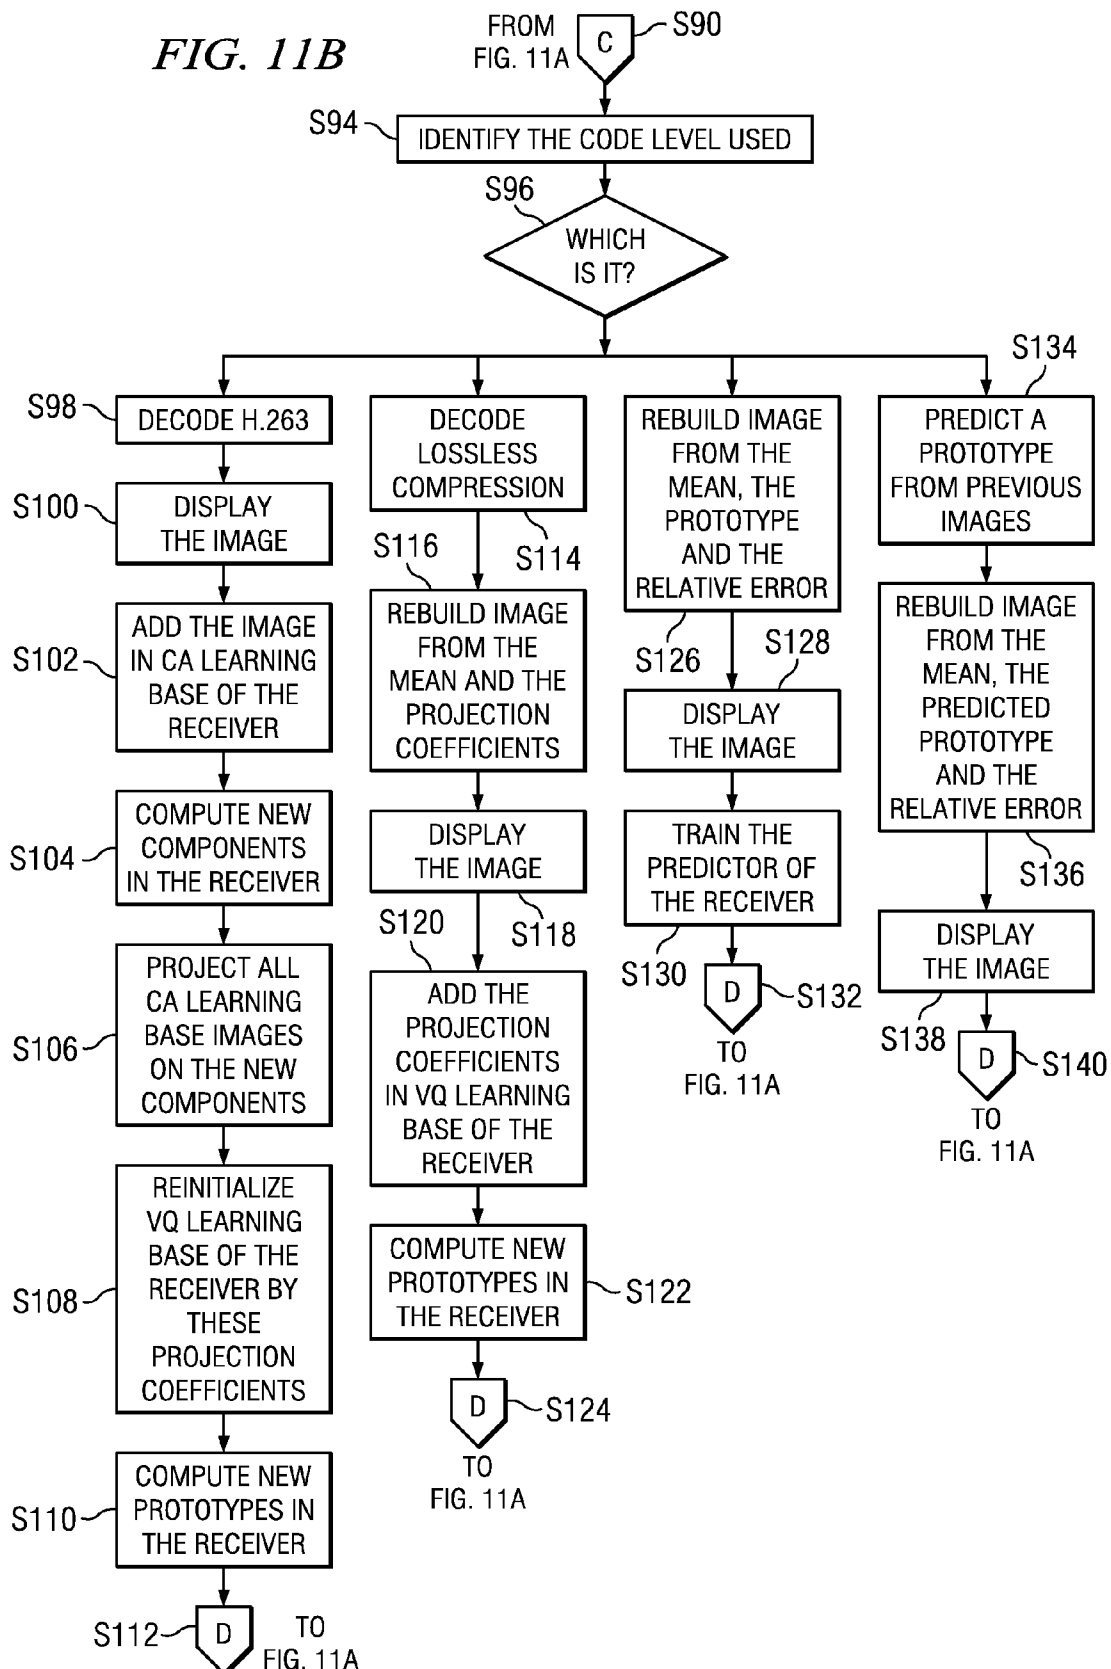 FIG. 11B
FROM
FIG. 11A
C
S90
S94
IDENTIFY THE CODE LEVEL USED
S96
WHICH
IS IT?
S98
DECODE H.263
S100
DISPLAY
THE IMAGE
S102
ADD THE IMAGE
IN CA LEARNING
BASE OF THE
RECEIVER
S104
COMPUTE NEW
COMPONENTS
IN THE RECEIVER
S106
PROJECT ALL
CA LEARNING
BASE IMAGES
ON THE NEW
COMPONENTS
S108
REINITIALIZE
VQ LEARNING
BASE OF THE
RECEIVER BY
THESE
PROJECTION
COEFFICIENTS
S110
COMPUTE NEW
PROTOTYPES IN
THE RECEIVER
S112
D
TO
FIG. 11A
DECODE
LOSSLESS
COMPRESSION
S114
S116
REBUILD IMAGE
FROM THE
MEAN AND THE
PROJECTION
COEFFICIENTS
DISPLAY
THE IMAGE
S118
S120
ADD THE
PROJECTION
COEFFICIENTS
IN VQ LEARNING
BASE OF THE
RECEIVER
COMPUTE NEW
PROTOTYPES IN
THE RECEIVER
S122
D
S124
TO
FIG. 11A
REBUILD IMAGE
FROM THE
MEAN, THE
PROTOTYPE
AND THE
RELATIVE ERROR
S126
S128
DISPLAY
THE IMAGE
TRAIN THE
PREDICTOR OF
THE RECEIVER
S130
D
S132
TO
FIG. 11A
S134
PREDICT A
PROTOTYPE
FROM PREVIOUS
IMAGES
REBUILD IMAGE
FROM THE
MEAN, THE
PREDICTED
PROTOTYPE
AND THE
RELATIVE ERROR
S136
DISPLAY
THE IMAGE
S138
D
S140
TO
FIG. 11A